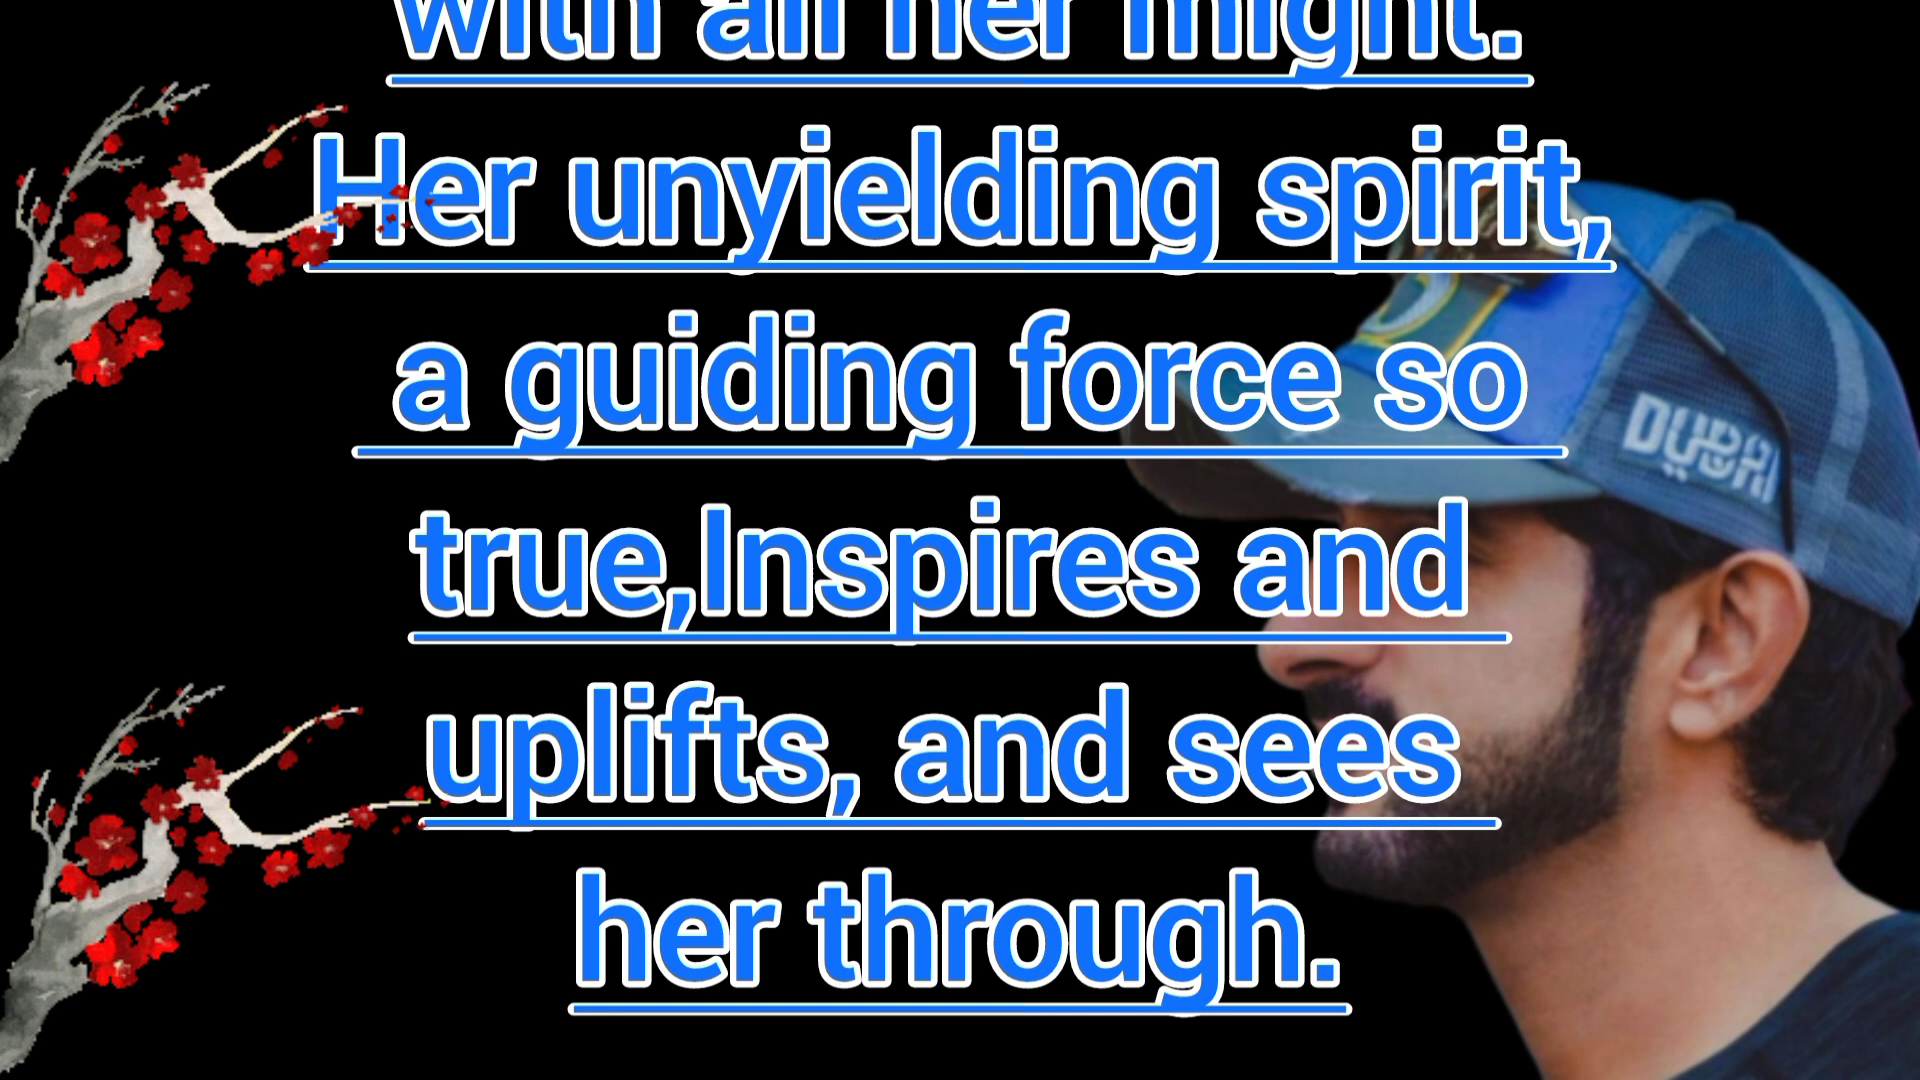 with all her might.
Her unyielding spirit,
a guiding force so
true,Inspires and
uplifts, and sees
her through.
DUBAI